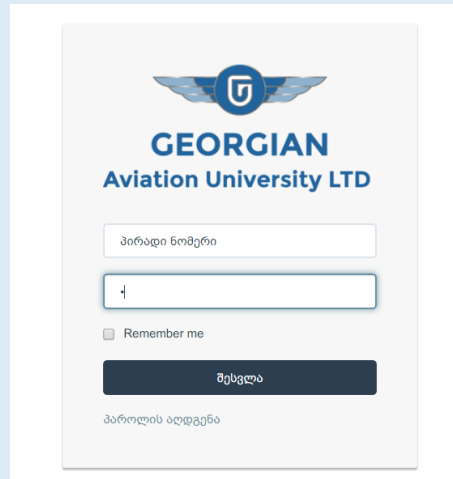 GEORGIAN
Aviation University LTD
პირადი ნომერი
Remember me
შესვლა
პაროლის აღდგენა